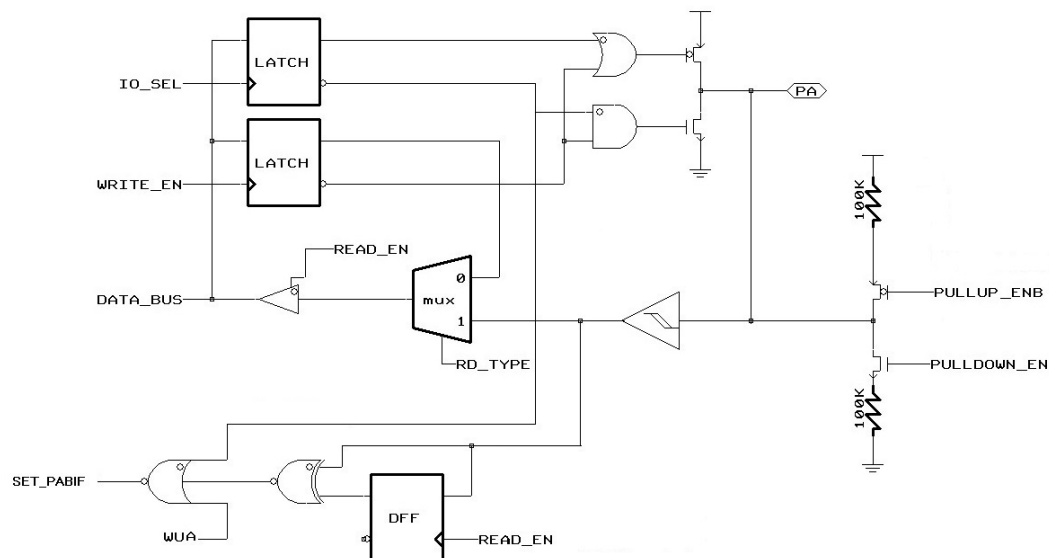 LATCH
IO_SEL
PA
LATCH
WRITE_EN
100K
READ_EN
0
PULLUP_ENB
DATA_BUS
mux
1
RD_TYPE
PULLDOWN_EN
100K
SET_PABIF
DFF
WUA
READ_EN